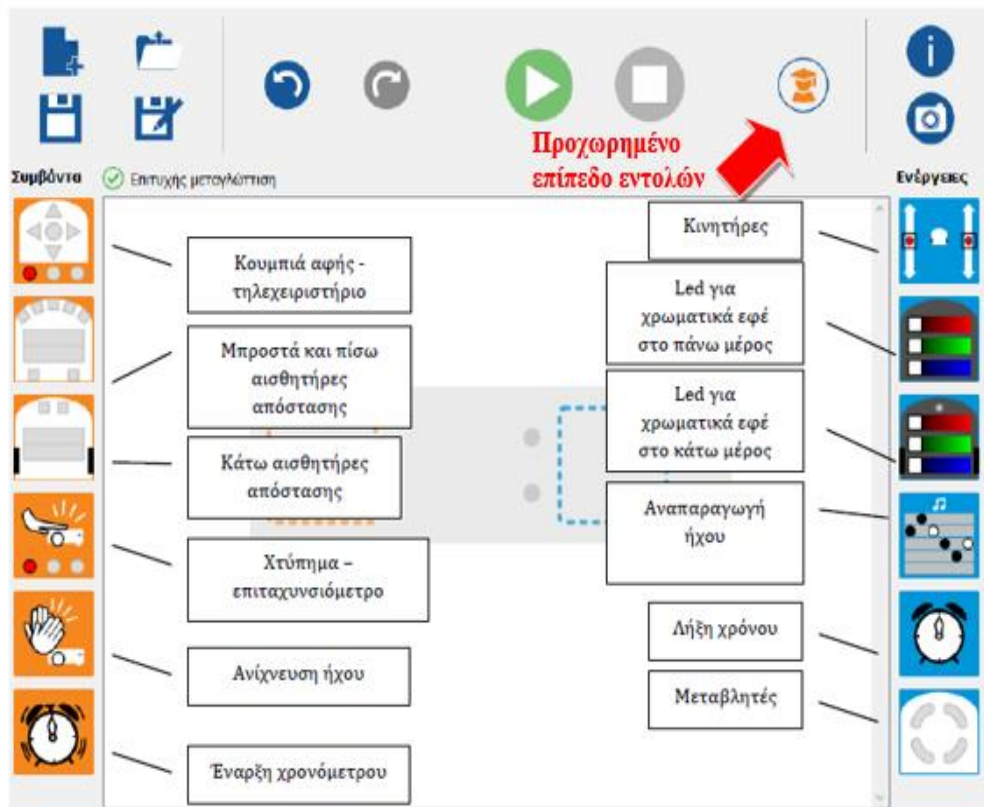 Προχωρημένο
επίπεδο εντολών
Συμβάντα
Επιτυχής μεταγλώττιση
Ενέργειες
Κουμπιά αφής -
τηλεχειριστήριο
Μπροστά και πίσω
αισθητήρες
απόστασης
Κάτω αισθητήρες
απόστασης
Χτύπημα –
επιταχυνσιόμετρο
Ανίχνευση ήχου
Έναρξη χρονόμετρου
Κινητήρες
Led για
χρωματικά εφέ
στο πάνω μέρος
Led για
χρωματικά εφέ
στο κάτω μέρος
Αναπαραγωγή
ήχου
Λήξη χρόνου
Μεταβλητές